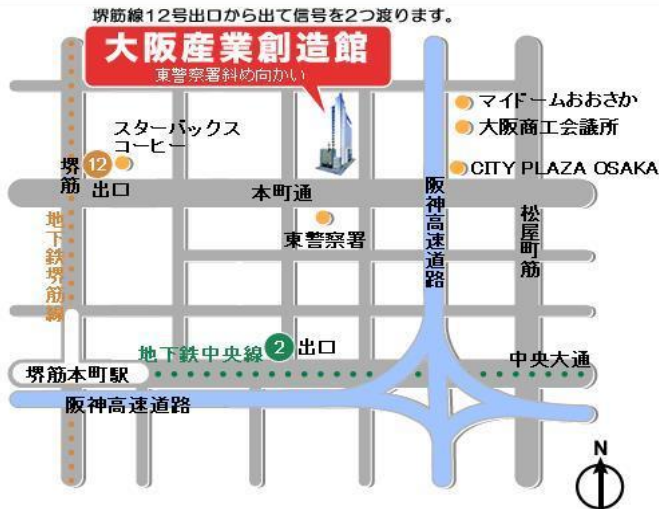 堺筋線12号出口から出て信号を2つ渡ります。
大阪産業創造館
東警察署斜め向かい
マイドームおおさか
大阪商工会議所
CITY PLAZA OSAKA
スターバックス
コーヒー
堺筋
12
出口
本町通
阪神高速道路
松屋町筋
東警察署
地下鉄堺筋線
地下鉄中央線
2
出口
中央大通
堺筋本町駅
阪神高速道路
N